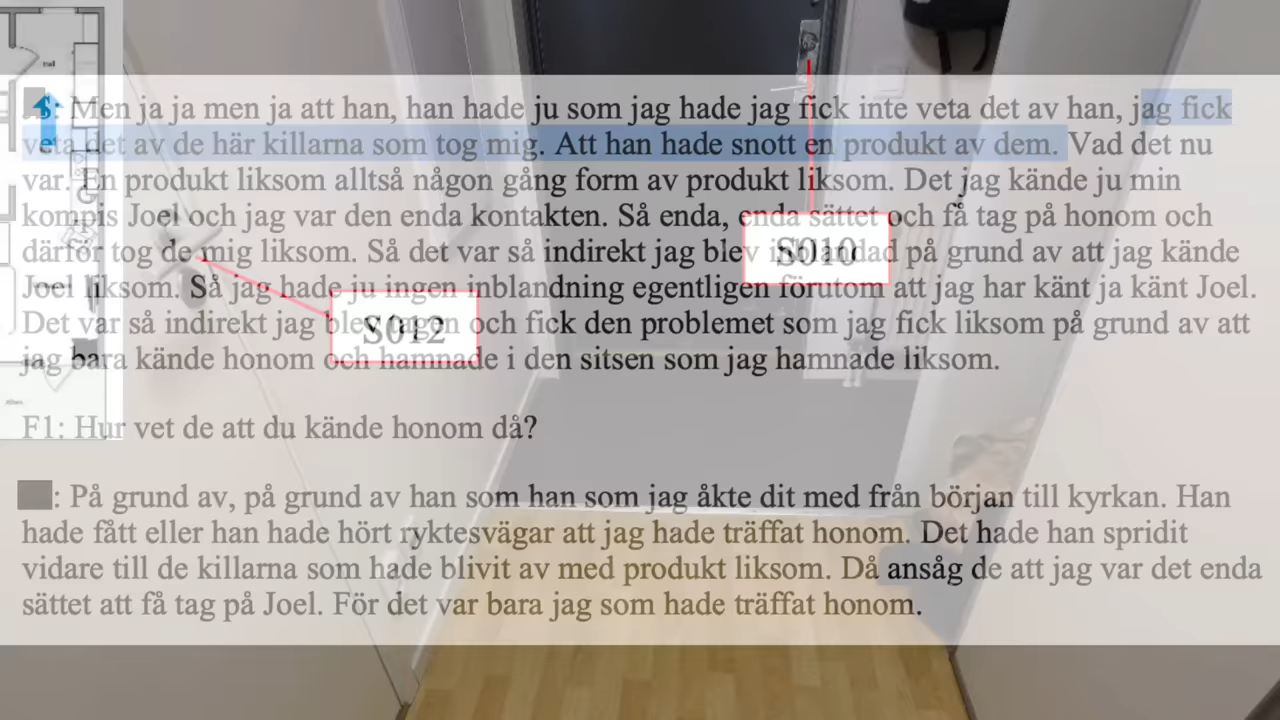 S: Men ja ja men ja att han, han hade ju som jag hade jag fick inte veta det av han, jag fick
veta det av de här killarna som tog mig. Att han hade snott en produkt av dem. Vad det nu
var. En produkt liksom alltså någon gång form av produkt liksom. Det jag kände ju min
kompis Joel och jag var den enda kontakten. Så enda, enda sättet och få tag på honom och
därför tog de mig liksom. Så det var så indirekt jag blev inblandad på grund av att jag kände
Joel liksom. Så jag hade ju ingen inblandning egentligen förutom att jag har känt ja känt Joel.
Det var så indirekt jag blev tagen och fick den problemet som jag fick liksom på grund av att
jag bara kände honom och hamnade i den sitsen som jag hamnade liksom.
F1: Hur vet de att du kände honom då?
: På grund av, på grund av han som han som jag åkte dit med från början till kyrkan. Han
hade fått eller han hade hört ryktesvägar att jag hade träffat honom. Det hade han spridit
vidare till de killarna som hade blivit av med produkt liksom. Då ansåg de att jag var det enda
sättet att få tag på Joel. För det var bara jag som hade träffat honom.
S010
S012